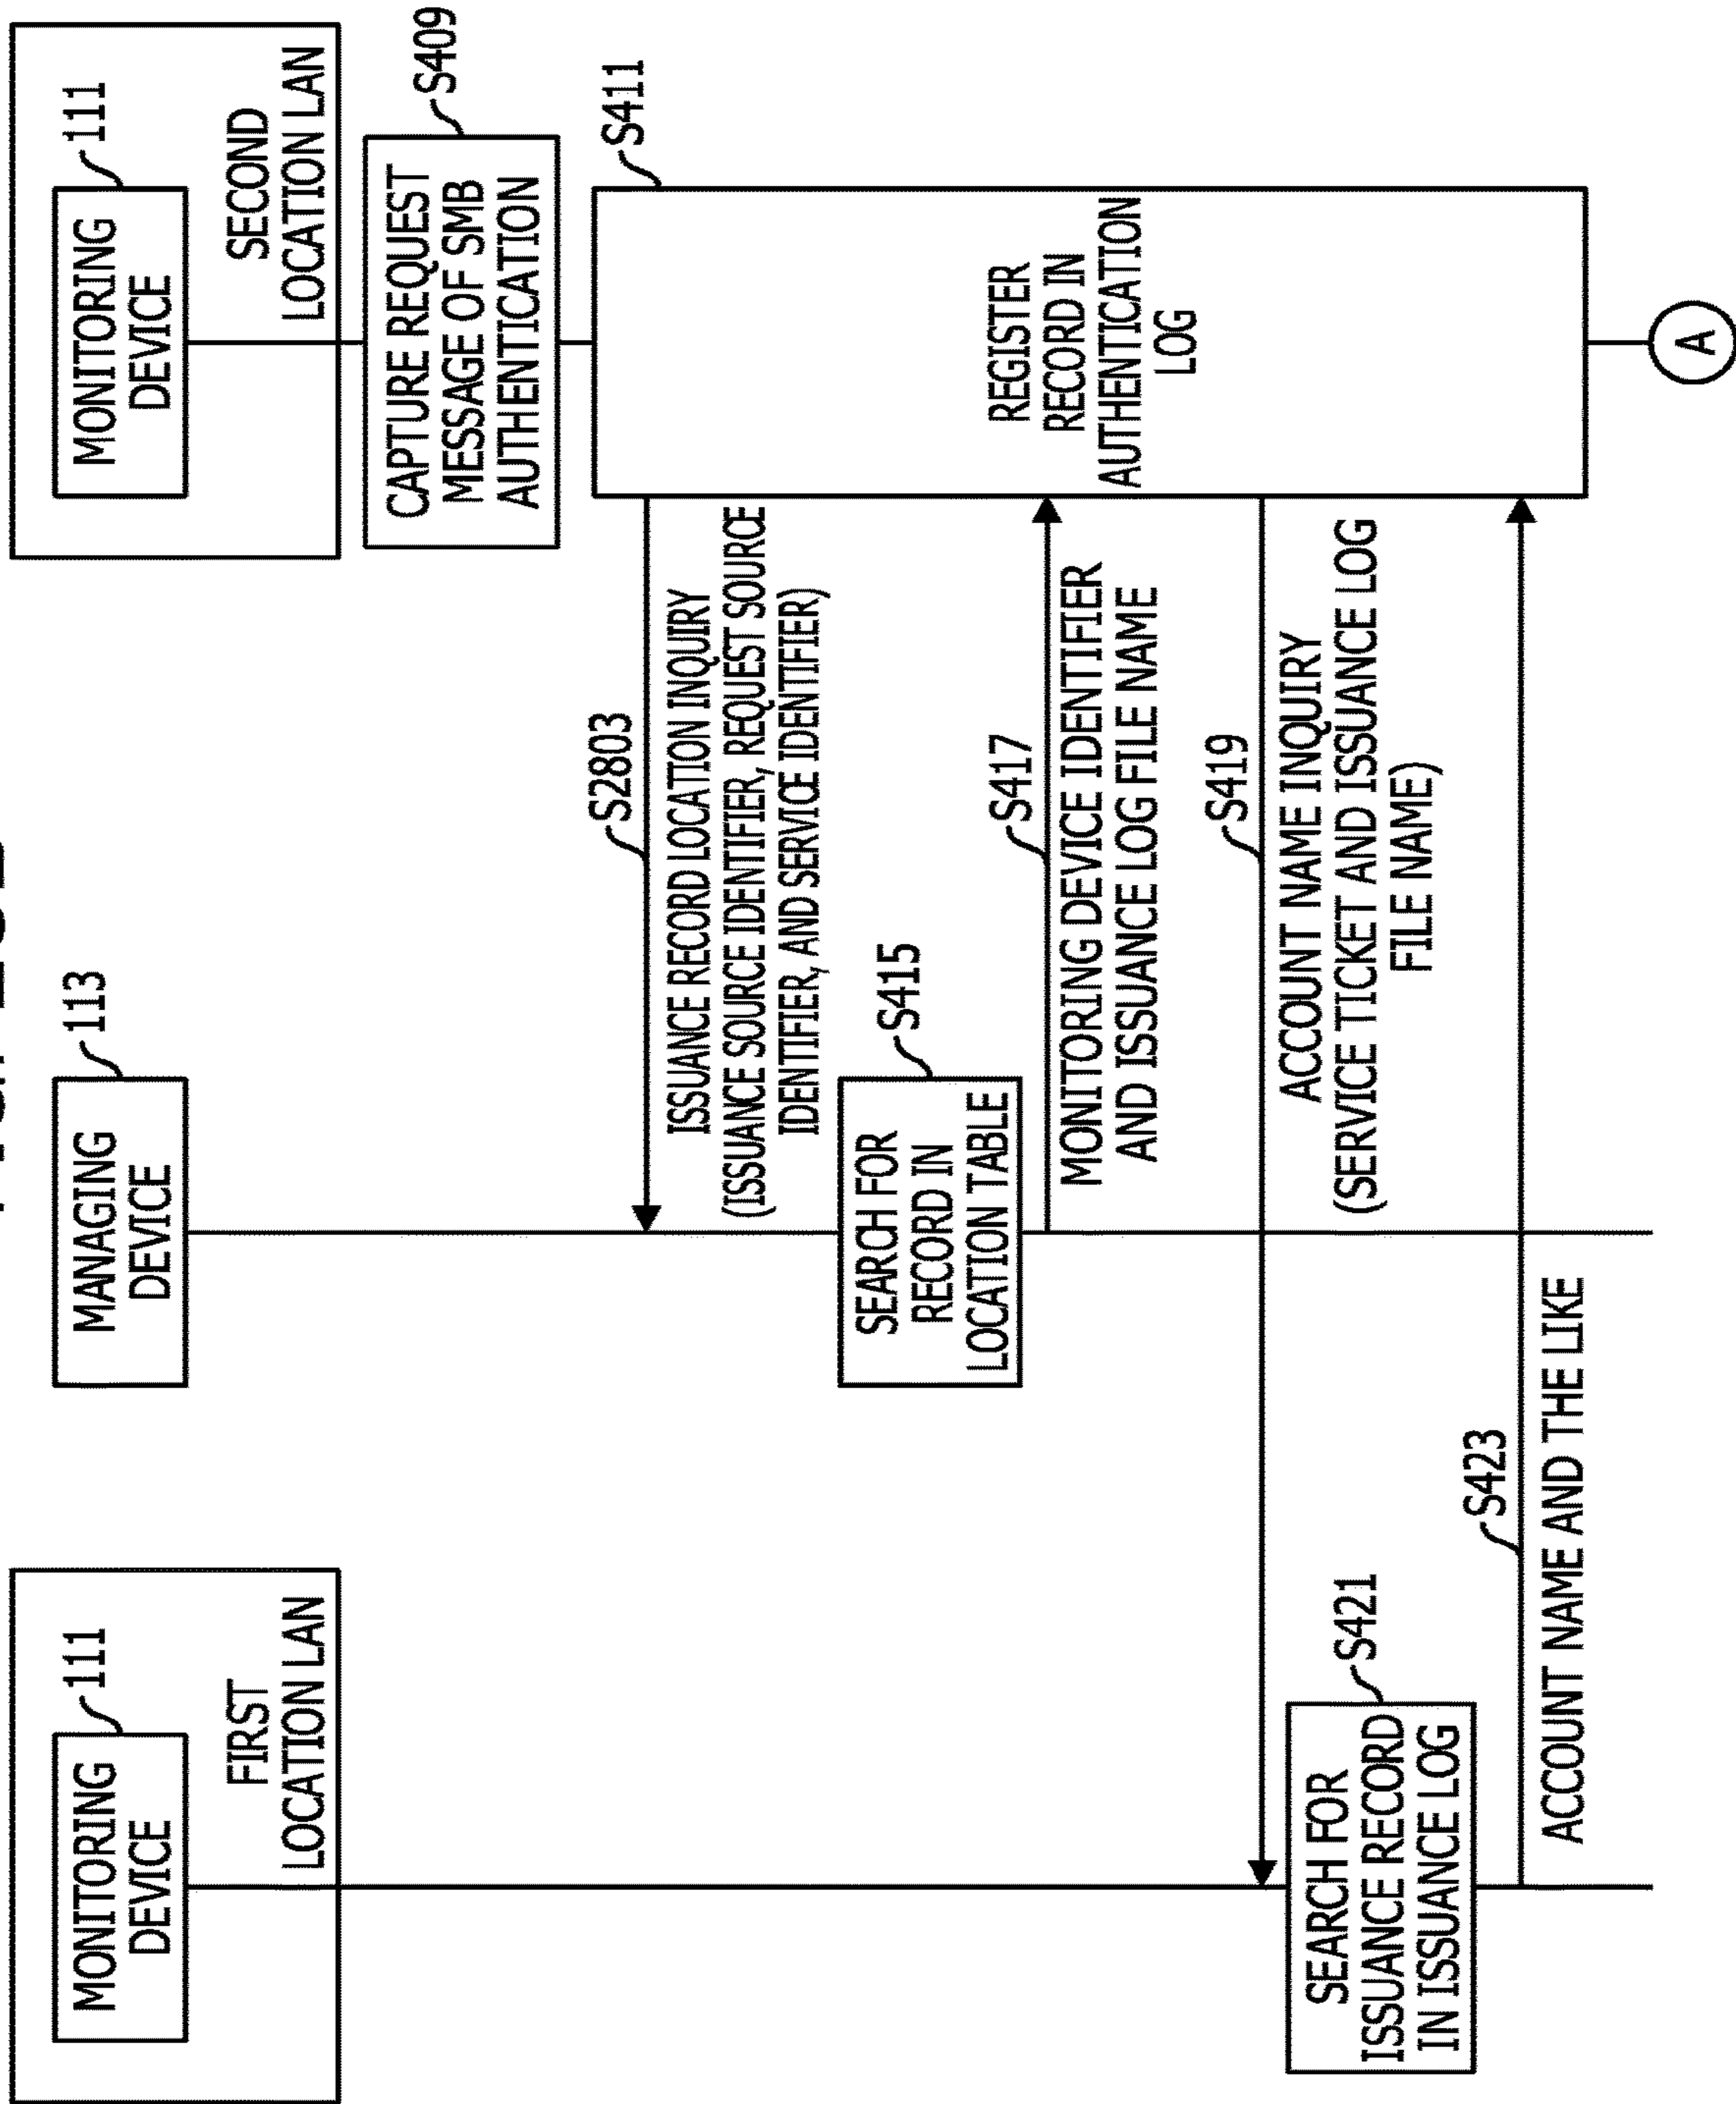 111
MONITORING
DEVICE
FIRST
LOCATION LAN
113
MANAGING
DEVICE
111
MONITORING
DEVICE
SECOND
LOCATION LAN
S409
CAPTURE REQUEST
MESSAGE OF SMB
AUTHENTICATION
S411
REGISTER
RECORD IN
AUTHENTICATION
LOG
S2803
ISSUANCE RECORD LOCATION INQUIRY
(ISSUANCE SOURCE IDENTIFIER, REQUEST SOURCE
IDENTIFIER, AND SERVICE IDENTIFIER)
S415
SEARCH FOR
RECORD IN
LOCATION TABLE
S417
MONITORING DEVICE IDENTIFIER
AND ISSUANCE LOG FILE NAME
S419
ACCOUNT NAME INQUIRY
(SERVICE TICKET AND ISSUANCE LOG
FILE NAME)
S421
SEARCH FOR
ISSUANCE RECORD
IN ISSUANCE LOG
S423
ACCOUNT NAME AND THE LIKE
A